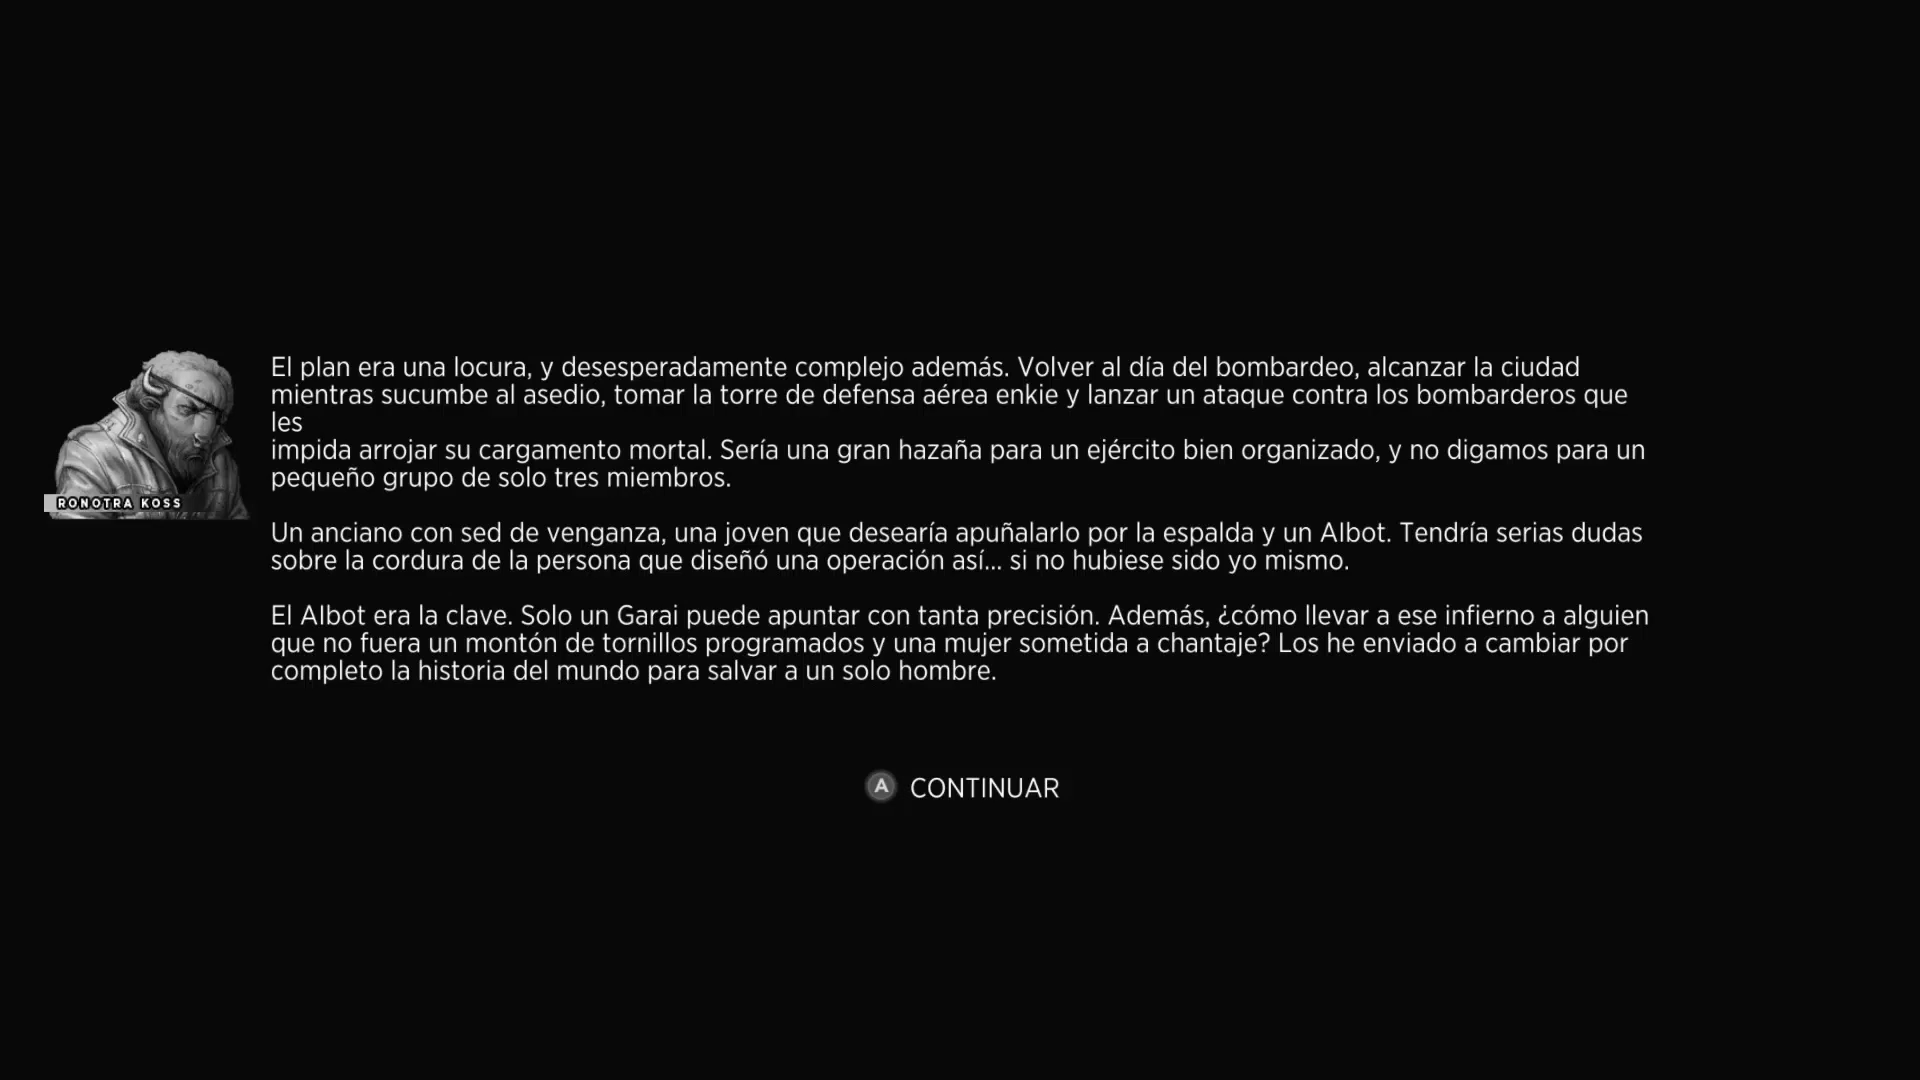 El plan era una locura, y desesperadamente complejo además. Volver al día del bombardeo, alcanzar la ciudad
mientras sucumbe al asedio, tomar la torre de defensa aérea enkie y lanzar un ataque contra los bombarderos que
les
impida arrojar su cargamento mortal. Sería una gran hazaña para un ejército bien organizado, y no digamos para un
pequeño grupo de solo tres miembros.
RONOTRA KOSS
Un anciano con sed de venganza, una joven que desearía apuñalarlo por la espalda y un Albot. Tendría serias dudas
sobre la cordura de la persona que diseñó una operación así... si no hubiese sido yo mismo.
El Albot era la clave. Solo un Garai puede apuntar con tanta precisión. Además, ¿cómo llevar a ese infierno a alguien
que no fuera un montón de tornillos programados y una mujer sometida a chantaje? Los he enviado a cambiar por
completo la historia del mundo para salvar a un solo hombre.
A CONTINUAR